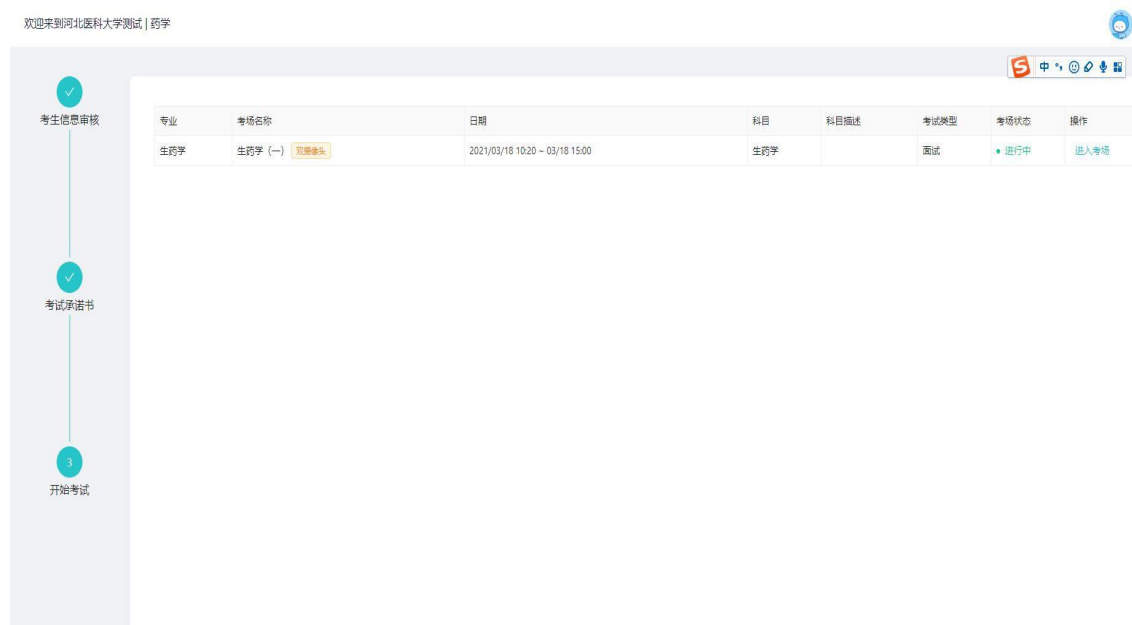 欢迎来到河北医科大学测试 | 药学
中
考生信息审核
专业 考场名称 日期 科目 科目描述 考试类型 考场状态 操作
生药学 生药学（一） 双摄像头 2021/03/18 10:20 ~ 03/18 15:00 生药学 面试 进行中 进入考场
考试承诺书
3
开始考试